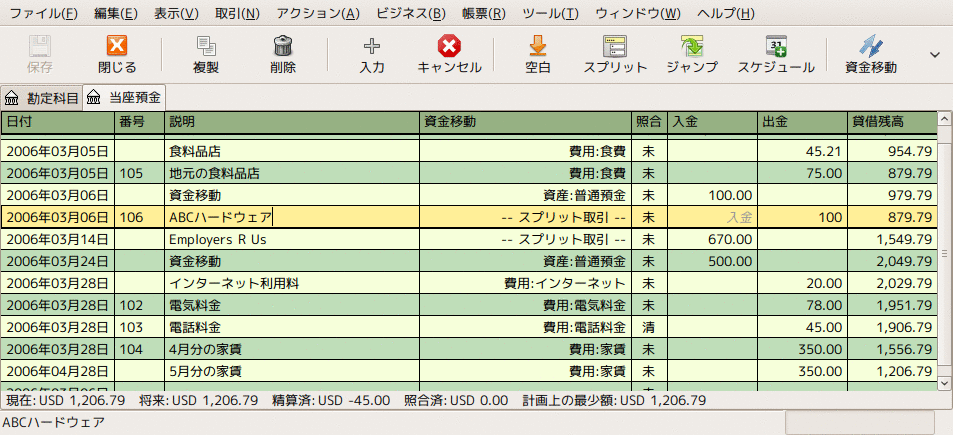 ファイル(F) 編集(E) 表示(V) 取引(N) アクション(A) ビジネス(B) 帳票(R) ツール(T) ウィンドウ(W) ヘルプ(H)
保存 閉じる 複製 削除 入力 キャンセル 空白 スプリット ジャンプ スケジュール 資金移動
勘定科目 当座預金
日付 番号 説明 資金移動 照合 入金 出金 貸借残高
2006年03月05日 食料品店 費用:食費 未 45.21 954.79
2006年03月05日 105 地元の食料品店 費用:食費 未 75.00 879.79
2006年03月06日 資金移動 資産:普通預金 未 100.00 979.79
2006年03月06日 106 ABCハードウェア -- スプリット取引 -- 未 入金 100 879.79
2006年03月14日 Employers R Us -- スプリット取引 -- 未 670.00 1,549.79
2006年03月24日 資金移動 資産:普通預金 未 500.00 2,049.79
2006年03月28日 インターネット利用料 費用:インターネット 未 20.00 2,029.79
2006年03月28日 102 電気料金 費用:電気料金 未 78.00 1,951.79
2006年03月28日 103 電話料金 費用:電話料金 清 45.00 1,906.79
2006年03月28日 104 4月分の家賃 費用:家賃 未 350.00 1,556.79
2006年04月28日 5月分の家賃 費用:家賃 未 350.00 1,206.79
現在: USD 1,206.79 将来: USD 1,206.79 精算済: USD -45.00 照合済: USD 0.00 計画上の最少額: USD 1,206.79
ABCハードウェア